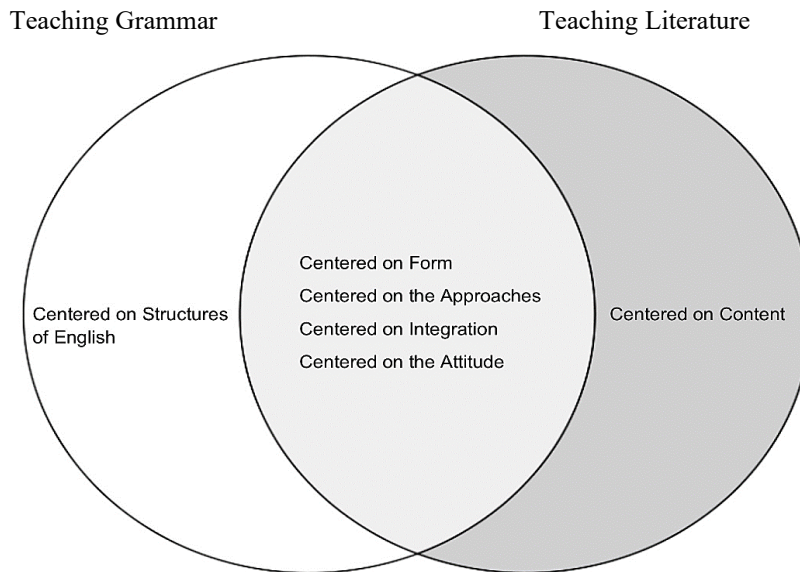 Teaching Grammar
Teaching Literature
Centered on Structures
of English
Centered on Form
Centered on the Approaches
Centered on Integration
Centered on the Attitude
Centered on Content